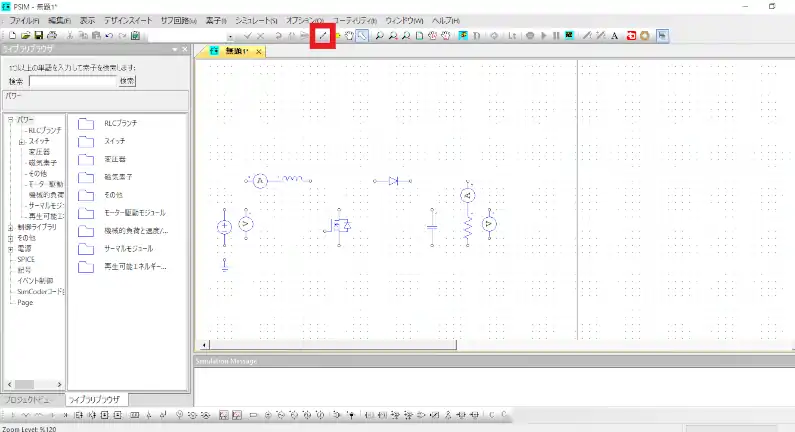 PSIM - 無題1*
ファイル(F) 編集(E) 表示 デザインスイート サブ回路(u) 素子(l) シミュレート(S) オプション(O) ユーティリティ(t) ウィンドウ(W) ヘルプ(H)
ライブラリブラウザ
無題1*
1つ以上の単語を入力して素子を検索します:
検索 検索
パワー
パワー
RLCブランチ
スイッチ
変圧器
磁気素子
その他
モーター駆動
機械的負荷
サーマルモジ
再生可能エネ
制御ライブラリ
その他
電源
SPICE
記号
イベント制御
SimCoderコード
Page
RLCブランチ
スイッチ
変圧器
磁気素子
その他
モーター駆動モジュール
機械的負荷と速度/...
サーマルモジュール
再生可能エネルギー...
A
Simulation Message
プロジェクトビュー ライブラリブラウザ
Zoom Level: %120